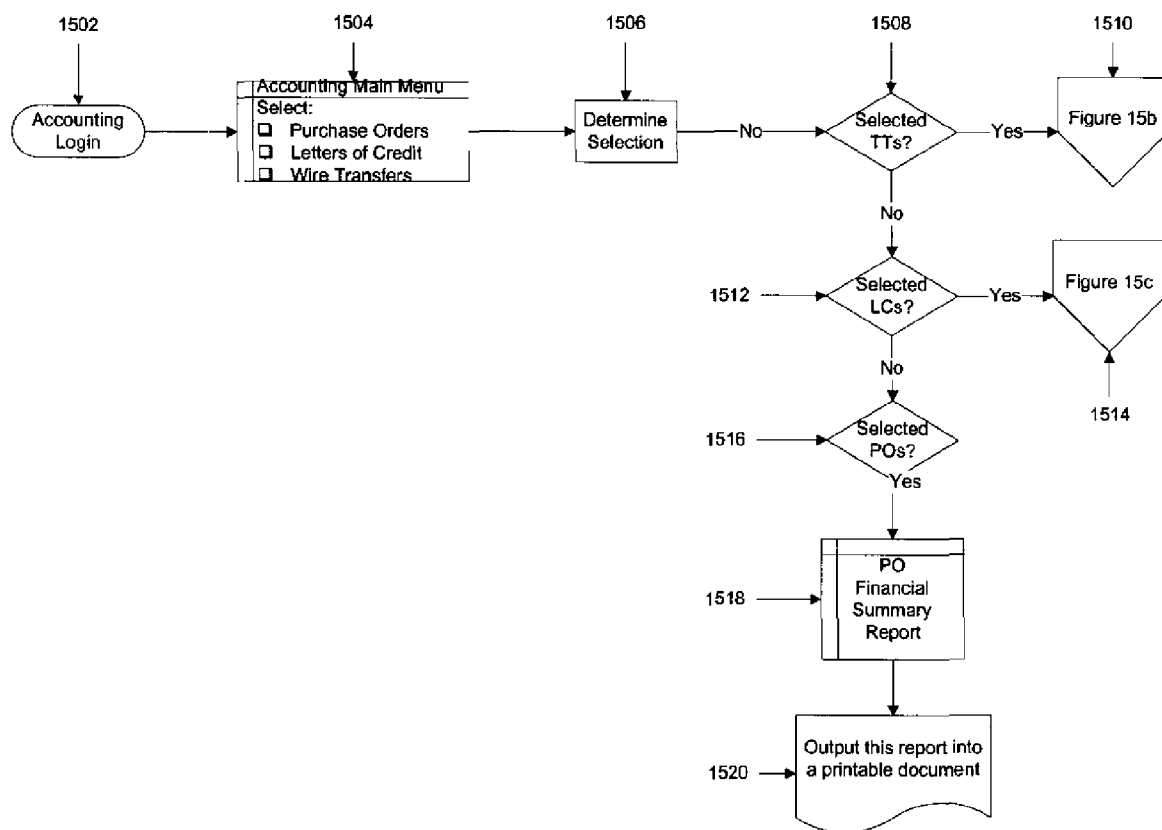 1502
1504
1506
1508
1510
Accounting
Login
Accounting Main Menu
Select:
Purchase Orders
Letters of Credit
Wire Transfers
Determine
Selection
No
Selected
TTs?
Yes
Figure 15b
No
1512
Selected
LCs?
Yes
Figure 15c
No
1514
1516
Selected
POs?
Yes
1518
PO
Financial
Summary
Report
1520
Output this report into
a printable document